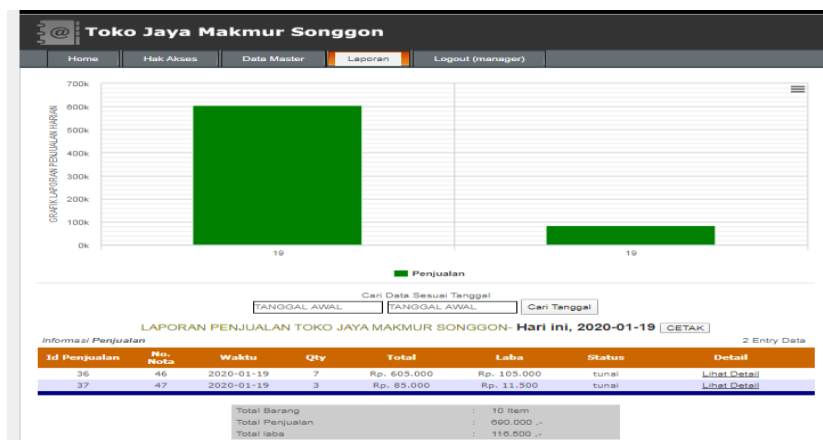 Toko Jaya Makmur Songgon
Home Hak Akses Data Master Laporan Logout (manager)
700k
600k
500k
400k
300k
200k
100k
0k
GRAFIK LAPORAN PENJUALAN HARIAN
19 19
Penjualan
Cari Data Sesuai Tanggal
TANGGAL AWAL TANGGAL AWAL Cari Tanggal
LAPORAN PENJUALAN TOKO JAYA MAKMUR SONGGON- Hari ini, 2020-01-19 CETAK
Informasi Penjualan 2 Entry Data
Id Penjualan No. Nota Waktu Qty Total Laba Status Detail
36 46 2020-01-19 7 Rp. 605.000 Rp. 105.000 tunai Lihat Detail
37 47 2020-01-19 3 Rp. 85.000 Rp. 11.500 tunai Lihat Detail
Total Barang : 10 Item
Total Penjualan : 690.000 ,-
Total laba : 116.500 ,-